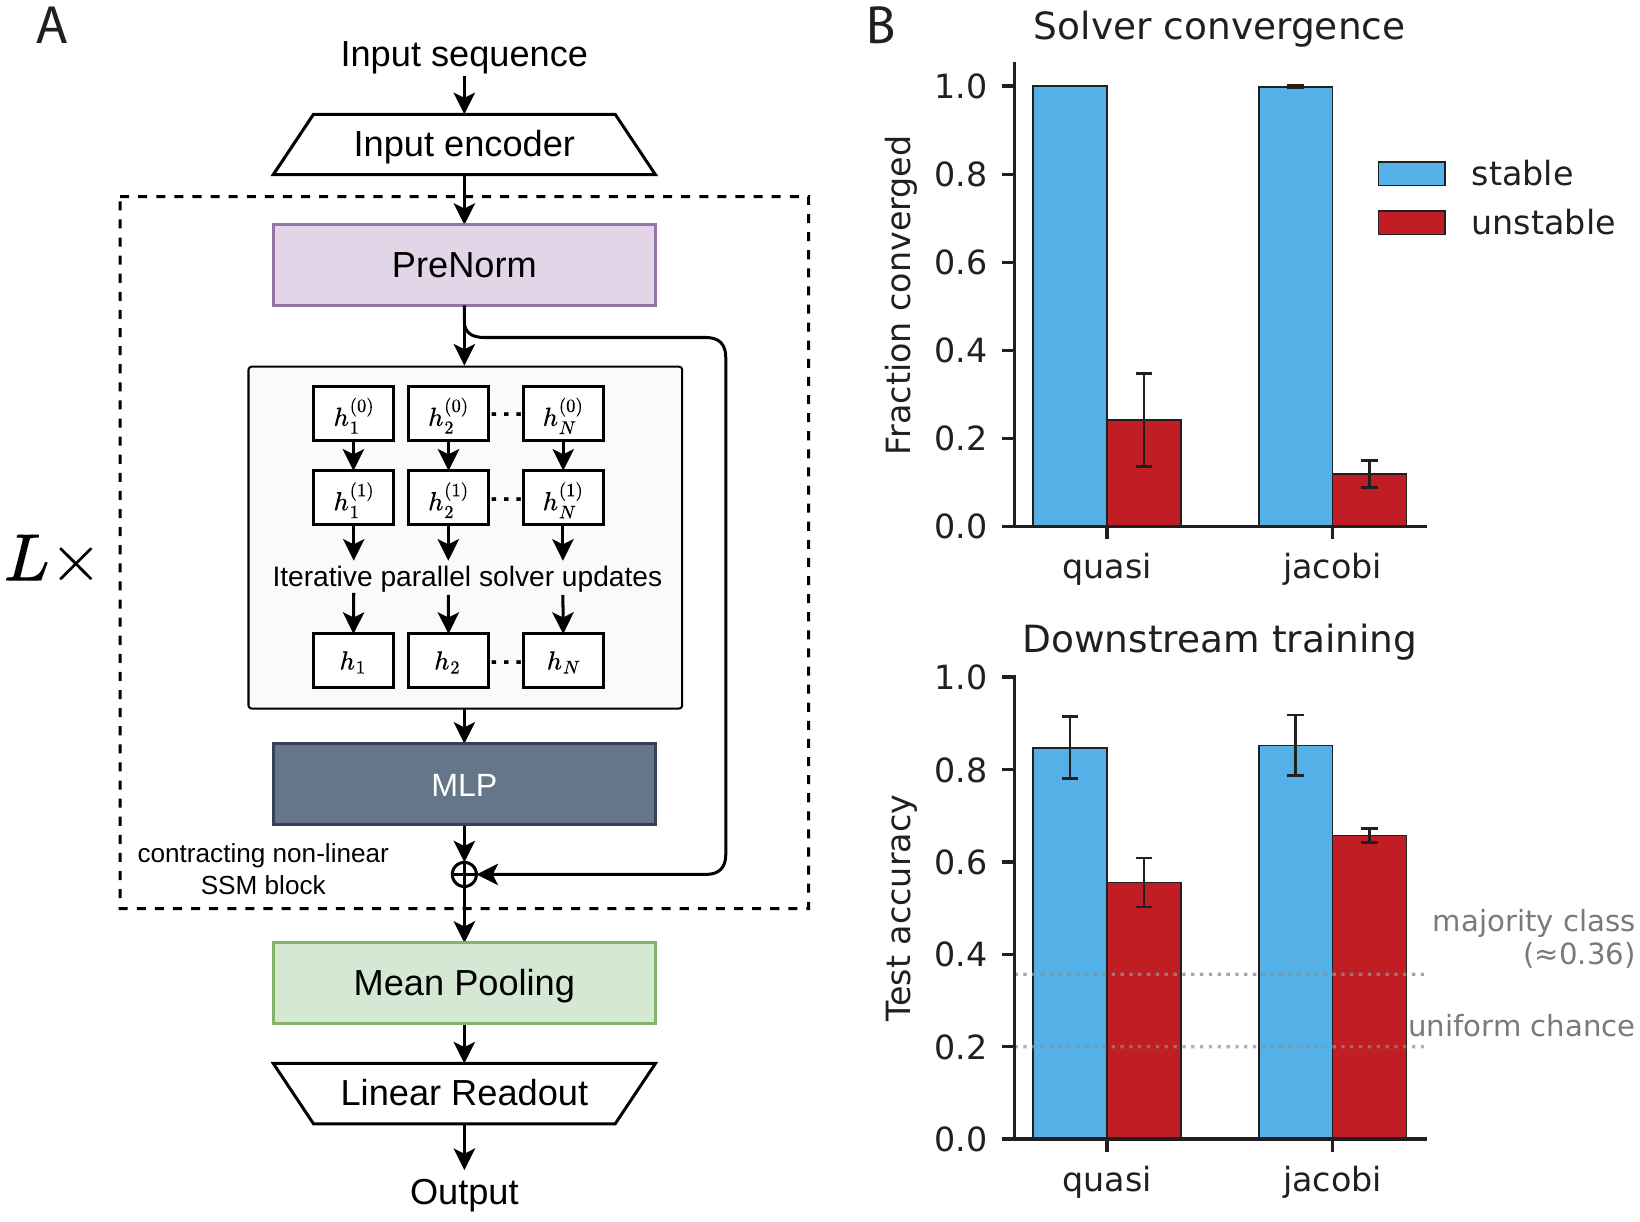 A
Input sequence
Input encoder
PreNorm
h_1^{(0)} h_2^{(0)} ... h_N^{(0)}
h_1^{(1)} h_2^{(1)} ... h_N^{(1)}
Iterative parallel solver updates
h_1 h_2 ... h_N
L×
MLP
contracting non-linear
SSM block
Mean Pooling
Linear Readout
Output
B
Solver convergence
Fraction converged
1.0
0.8
0.6
0.4
0.2
0.0
quasi
jacobi
stable
unstable
Downstream training
Test accuracy
1.0
0.8
0.6
0.4
0.2
0.0
majority class
(≈0.36)
uniform chance
quasi
jacobi